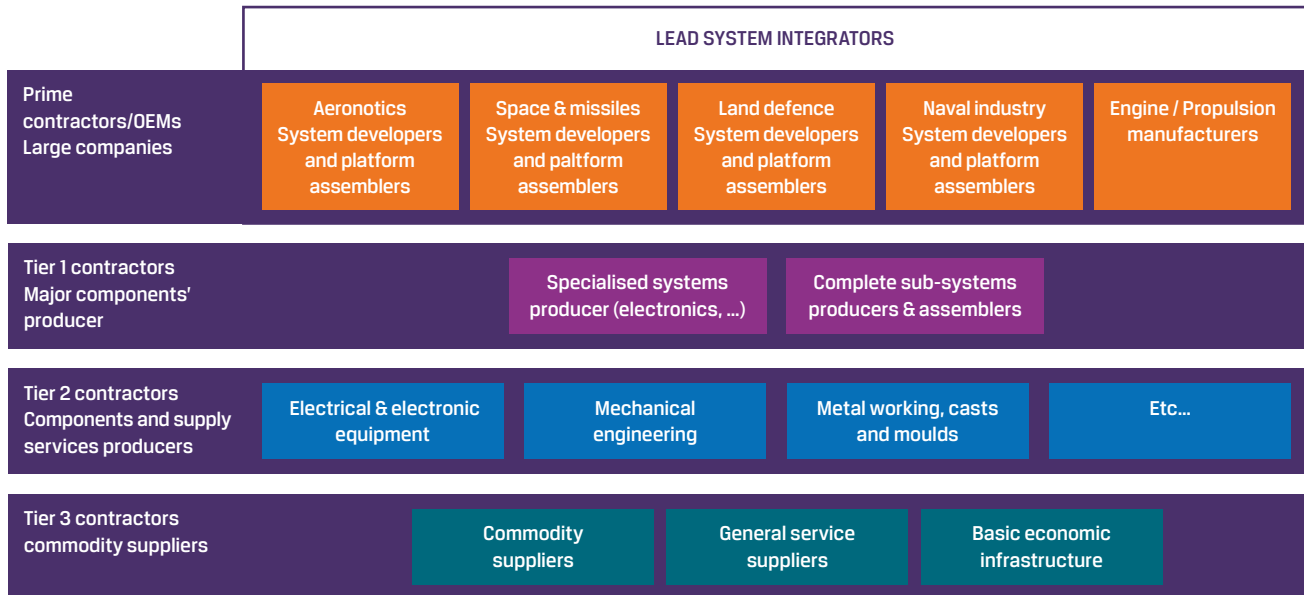 LEAD SYSTEM INTEGRATORS
Prime
contractors/OEMs
Large companies
Aeronotics
System developers
and platform
assemblers
Space & missiles
System developers
and paltform
assemblers
Land defence
System developers
and platform
assemblers
Naval industry
System developers
and platform
assemblers
Engine / Propulsion
manufacturers
Tier 1 contractors
Major components'
producer
Specialised systems
producer (electronics, ...)
Complete sub-systems
producers & assemblers
Tier 2 contractors
Components and supply
services producers
Electrical & electronic
equipment
Mechanical
engineering
Metal working, casts
and moulds
Etc...
Tier 3 contractors
commodity suppliers
Commodity
suppliers
General service
suppliers
Basic economic
infrastructure